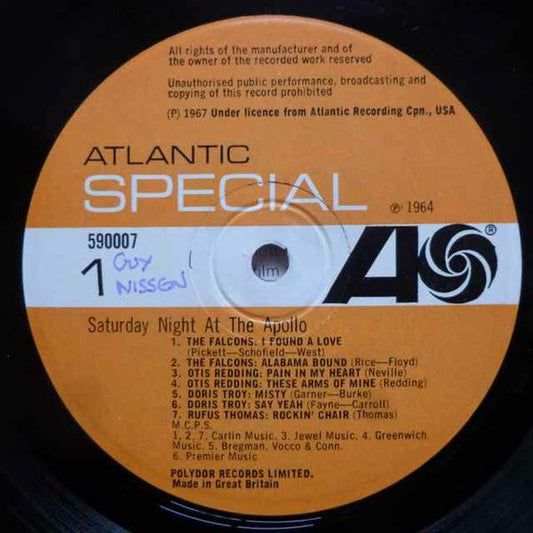 All rights of the manufacturer and of
the owner of the recorded work reserved
Unauthorised public performance, broadcasting and
copying of this record prohibited
(P) 1967 Under licence from Atlantic Recording Cpn., USA
ATLANTIC
SPECIAL
℗ 1964
590007
1
GUY
NISSEN
film
A
®
Saturday Night At The Apollo
1. THE FALCONS: I FOUND A LOVE
(Pickett—Schofield—West)
2. THE FALCONS: ALABAMA BOUND (Rice—Floyd)
3. OTIS REDDING: PAIN IN MY HEART (Neville)
4. OTIS REDDING: THESE ARMS OF MINE (Redding)
5. DORIS TROY: MISTY (Garner—Burke)
6. DORIS TROY: SAY YEAH (Payne—Carroll)
7. RUFUS THOMAS: ROCKIN' CHAIR (Thomas)
M.C.P.S.
1, 2, 7. Carlin Music. 3. Jewel Music. 4. Greenwich
Music. 5. Bregman, Vocco & Conn.
6. Premier Music
POLYDOR RECORDS LIMITED.
Made in Great Britain